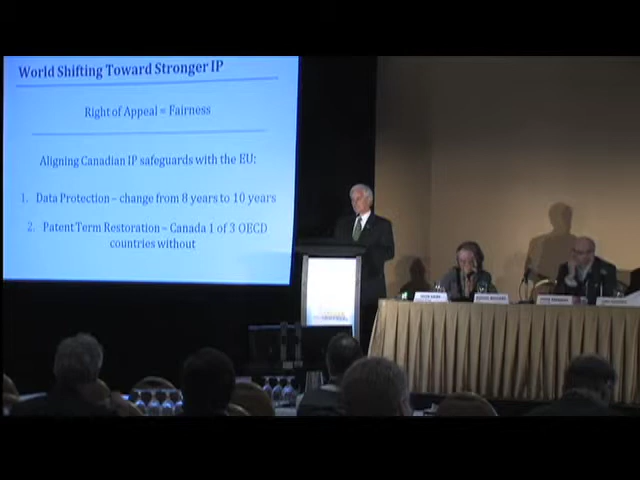 World Shifting Toward Stronger IP
Right of Appeal = Fairness
Aligning Canadian IP safeguards with the EU:
1. Data Protection – change from 8 years to 10 years
2. Patent Term Restoration – Canada 1 of 3 OECD
countries without